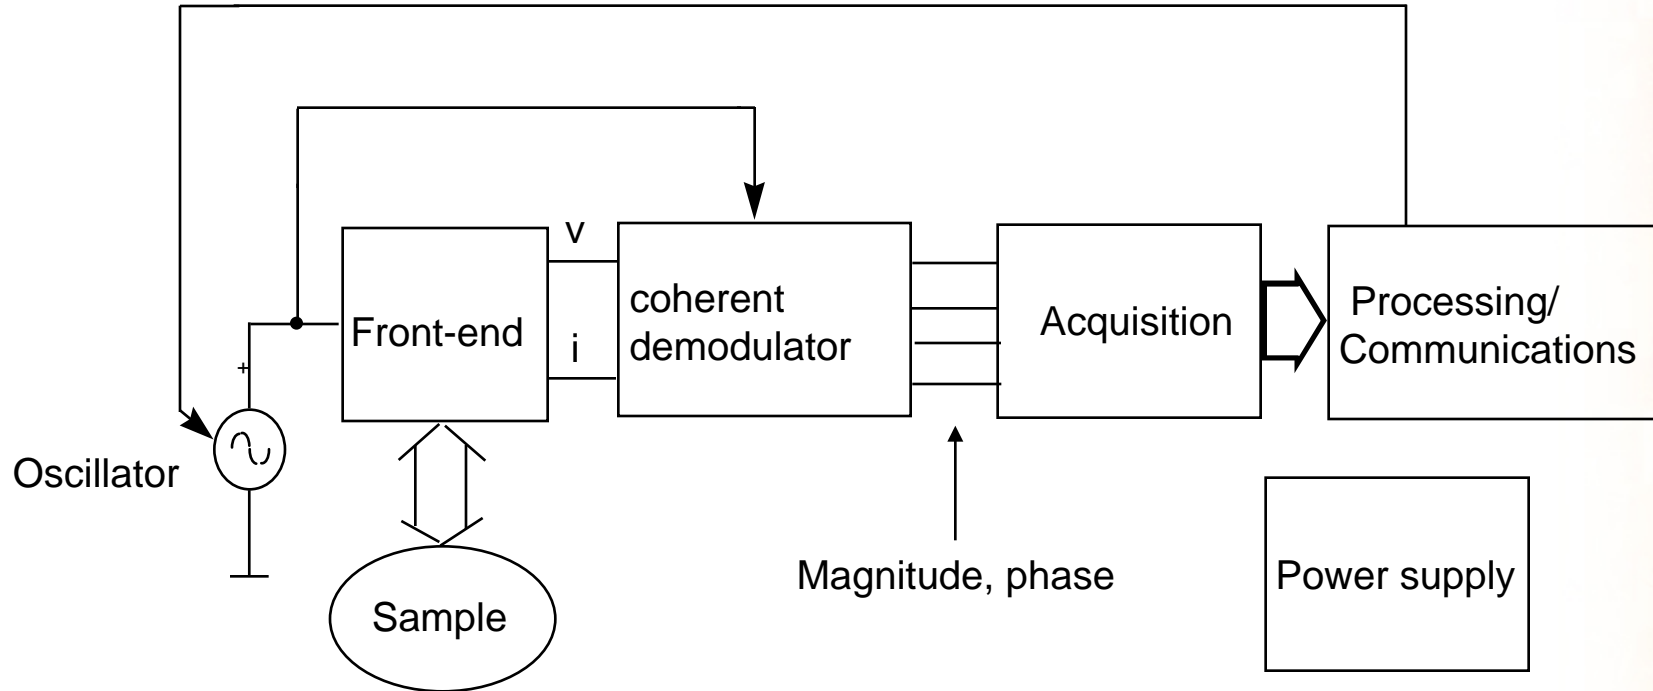 v
coherent
demodulator
Front-end
i
Acquisition
Processing/
Communications
+
Oscillator
Magnitude, phase
Power supply
Sample